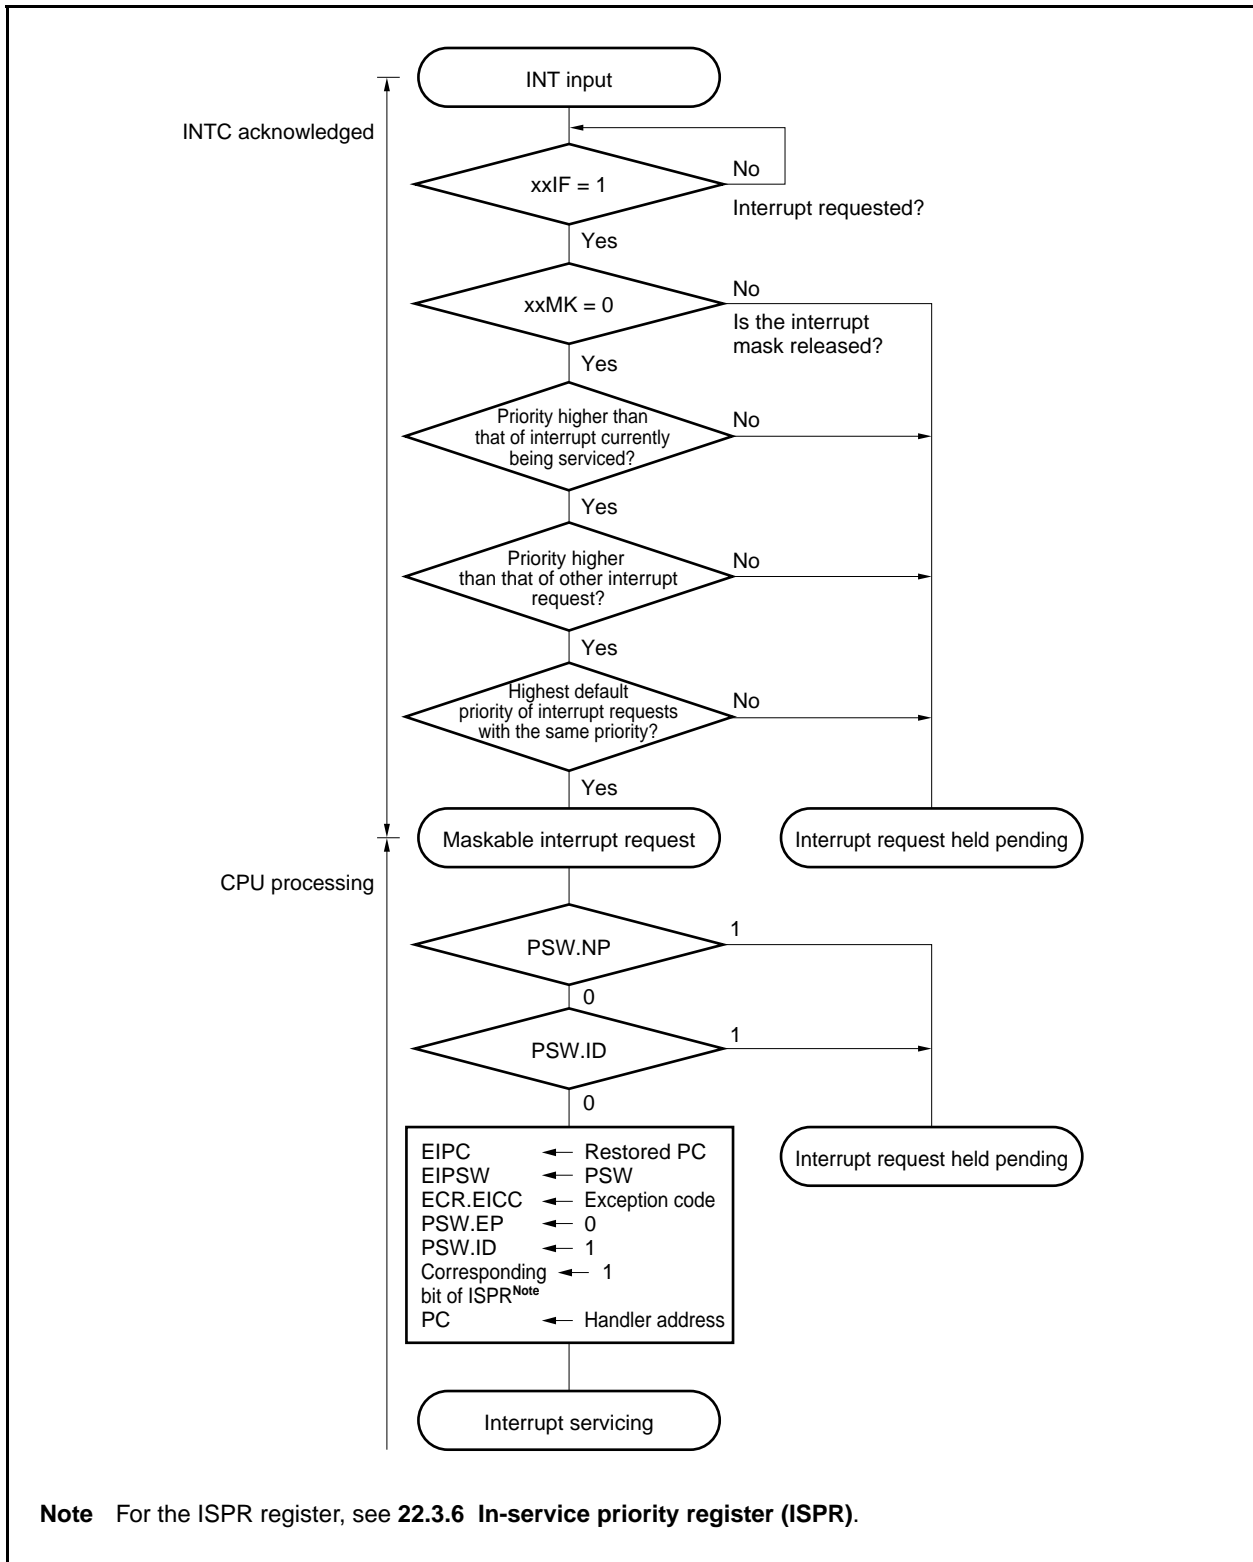 INT input
INTC acknowledged
xxIF = 1
No
Interrupt requested?
Yes
xxMK = 0
No
Is the interrupt
mask released?
Yes
Priority higher than
that of interrupt currently
being serviced?
No
Yes
Priority higher
than that of other interrupt
request?
No
Yes
Highest default
priority of interrupt requests
with the same priority?
No
Yes
Maskable interrupt request
Interrupt request held pending
CPU processing
PSW.NP
1
0
PSW.ID
1
0
EIPC ← Restored PC
EIPSW ← PSW
ECR.EICC ← Exception code
PSW.EP ← 0
PSW.ID ← 1
Corresponding ← 1
bit of ISPRNote
PC ← Handler address
Interrupt request held pending
Interrupt servicing
Note For the ISPR register, see 22.3.6 In-service priority register (ISPR).